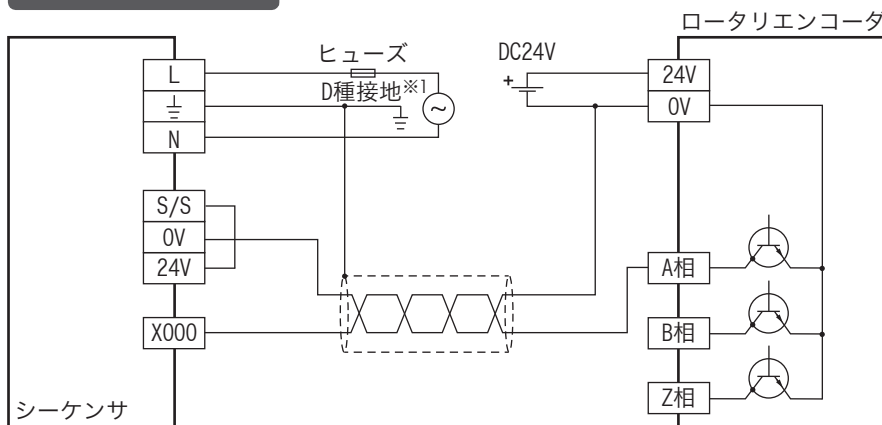 ロータリエンコーダ
ヒューズ
DC24V
L
D種接地※1
+
24V
0V
N
~
S/S
0V
24V
A相
X000
B相
Z相
シーケンサ